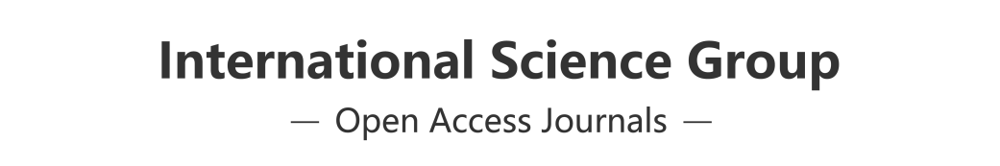 International Science Group
— Open Access Journals —